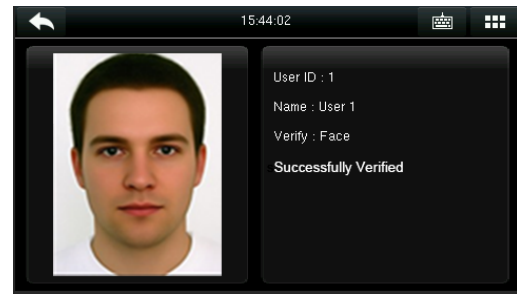 15:44:02
User ID : 1
Name : User 1
Verify : Face
Successfully Verified